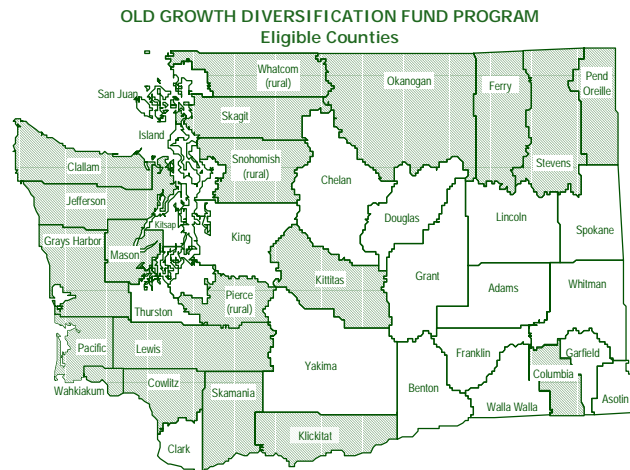 OLD GROWTH DIVERSIFICATION FUND PROGRAM
Eligible Counties
Whatcom
(rural)
Okanogan
Ferry
Pend
Oreille
San Juan
Skagit
Island
Snohomish
(rural)
Stevens
Clallam
Chelan
Jefferson
Douglas
Lincoln
Kitsap
Spokane
Grays Harbor
King
Mason
Kittitas
Grant
Adams
Whitman
Pierce
(rural)
Thurston
Pacific
Lewis
Yakima
Franklin
Garfield
Columbia
Wahkiakum
Cowlitz
Skamania
Benton
Asotin
Walla Walla
Klickitat
Clark